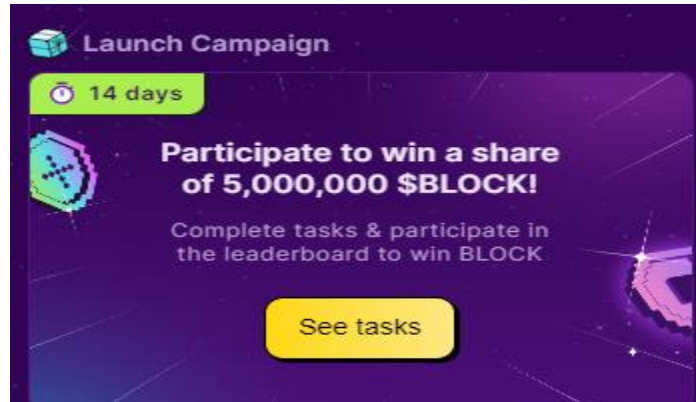 Launch Campaign
14 days
Participate to win a share
of 5,000,000 $BLOCK!
Complete tasks & participate in
the leaderboard to win BLOCK
See tasks